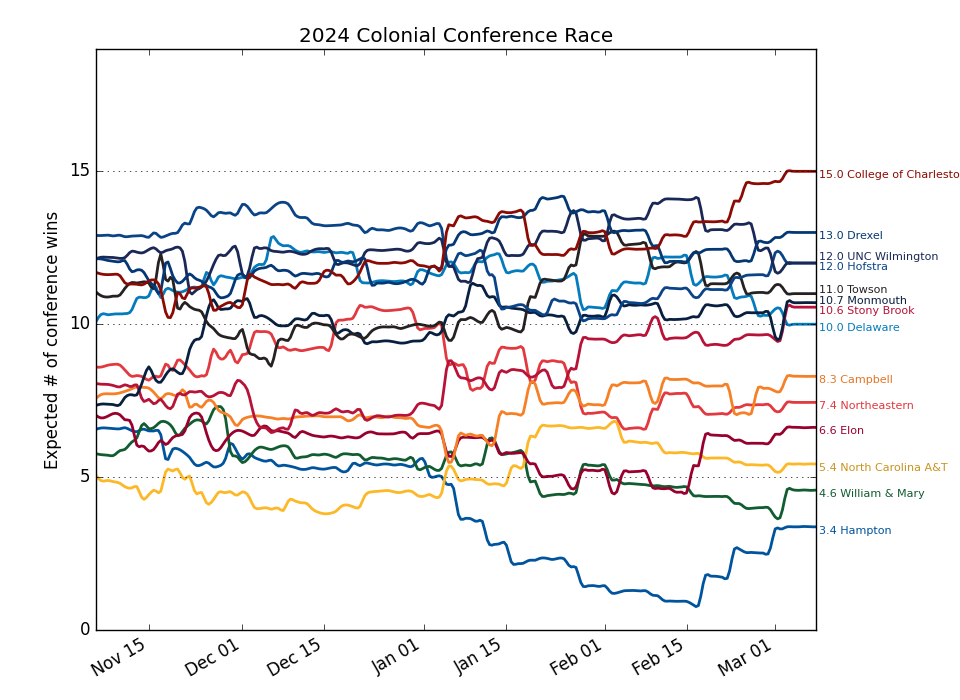 2024 Colonial Conference Race
Expected # of conference wins
15
10
5
0
Nov 15
Dec 01
Dec 15
Jan 01
Jan 15
Feb 01
Feb 15
Mar 01
15.0 College of Charlesto
13.0 Drexel
12.0 UNC Wilmington
12.0 Hofstra
11.0 Towson
10.7 Monmouth
10.6 Stony Brook
10.0 Delaware
8.3 Campbell
7.4 Northeastern
6.6 Elon
5.4 North Carolina A&T
4.6 William & Mary
3.4 Hampton